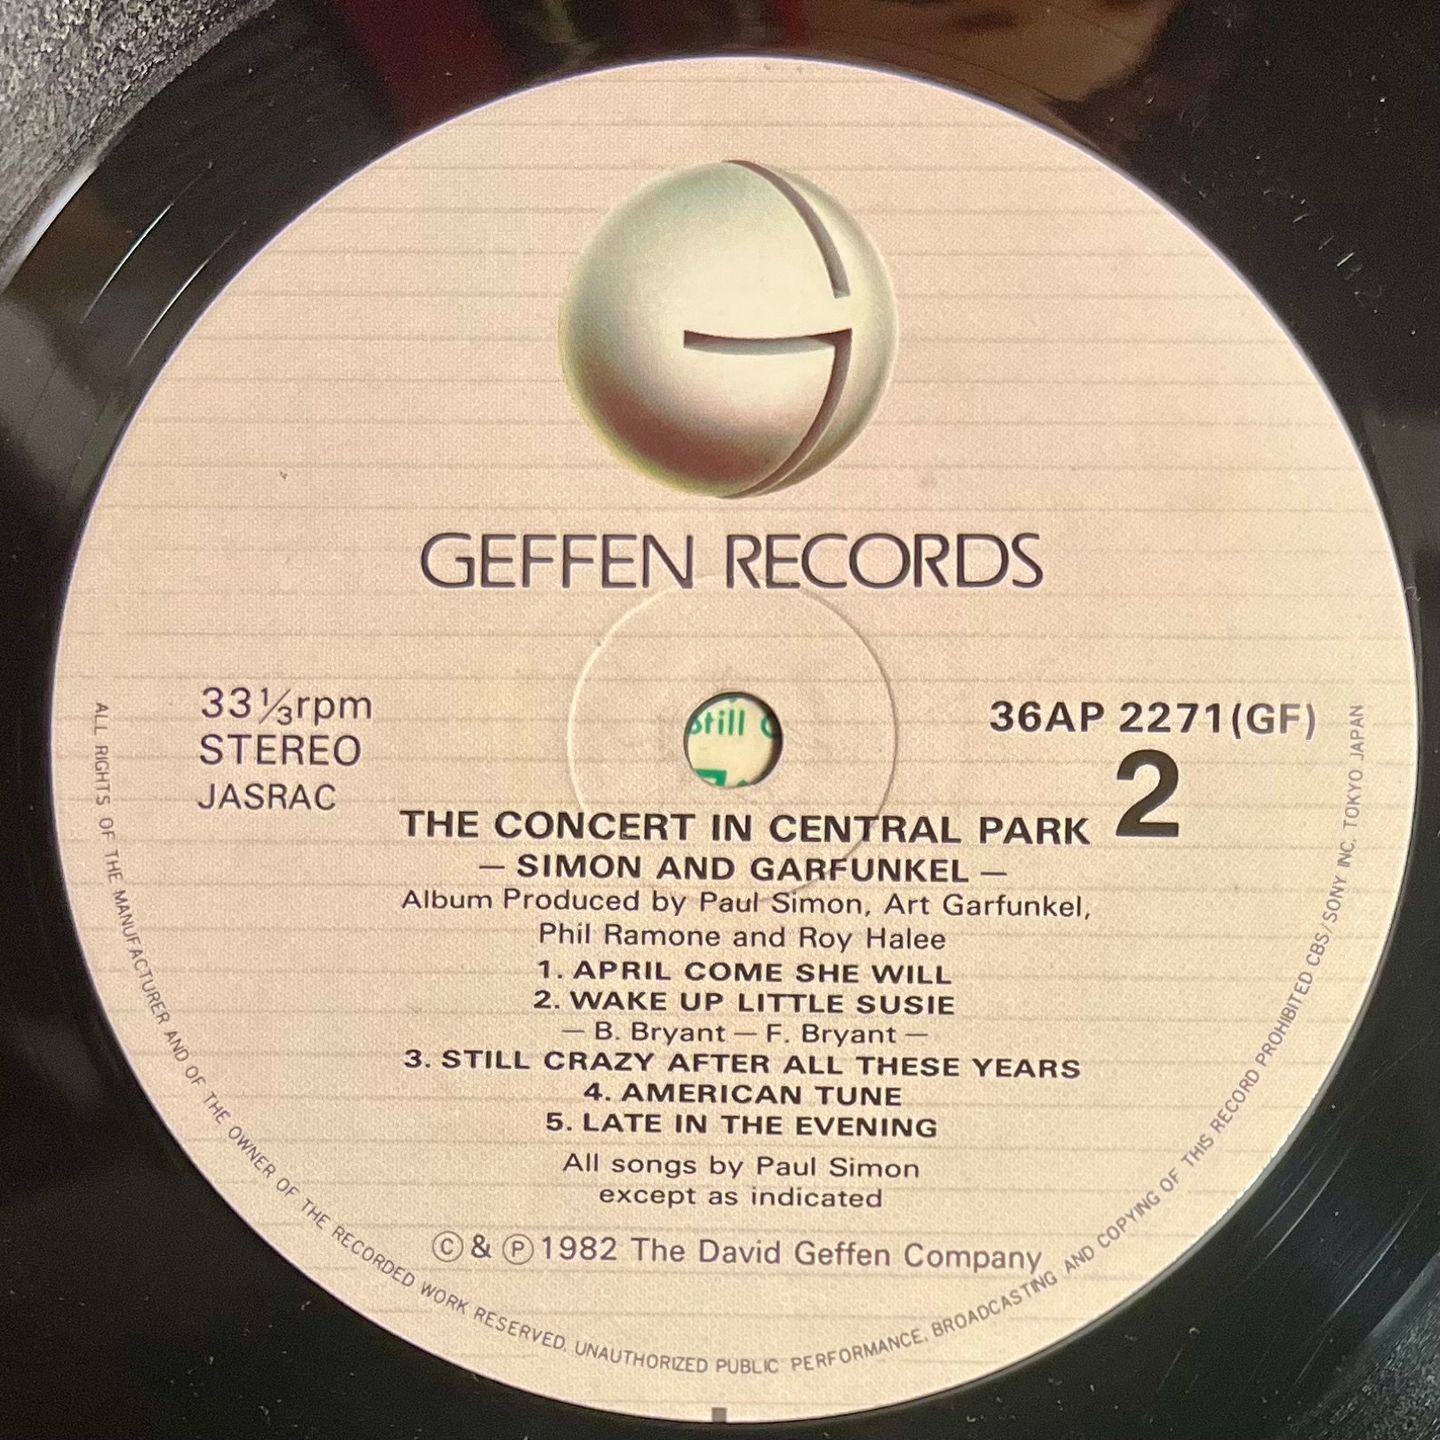 GEFFEN RECORDS
33⅓rpm
STEREO
JASRAC
36AP 2271(GF)
2
still
THE CONCERT IN CENTRAL PARK
— SIMON AND GARFUNKEL —
Album Produced by Paul Simon, Art Garfunkel,
Phil Ramone and Roy Halee
1. APRIL COME SHE WILL
2. WAKE UP LITTLE SUSIE
— B. Bryant — F. Bryant —
3. STILL CRAZY AFTER ALL THESE YEARS
4. AMERICAN TUNE
5. LATE IN THE EVENING
All songs by Paul Simon
except as indicated
Ⓒ & Ⓟ 1982 The David Geffen Company
ALL RIGHTS OF THE MANUFACTURER AND OF THE OWNER OF THE RECORDED WORK RESERVED. UNAUTHORIZED PUBLIC PERFORMANCE, BROADCASTING AND COPYING OF THIS RECORD PROHIBITED CBS/SONY INC. TOKYO JAPAN